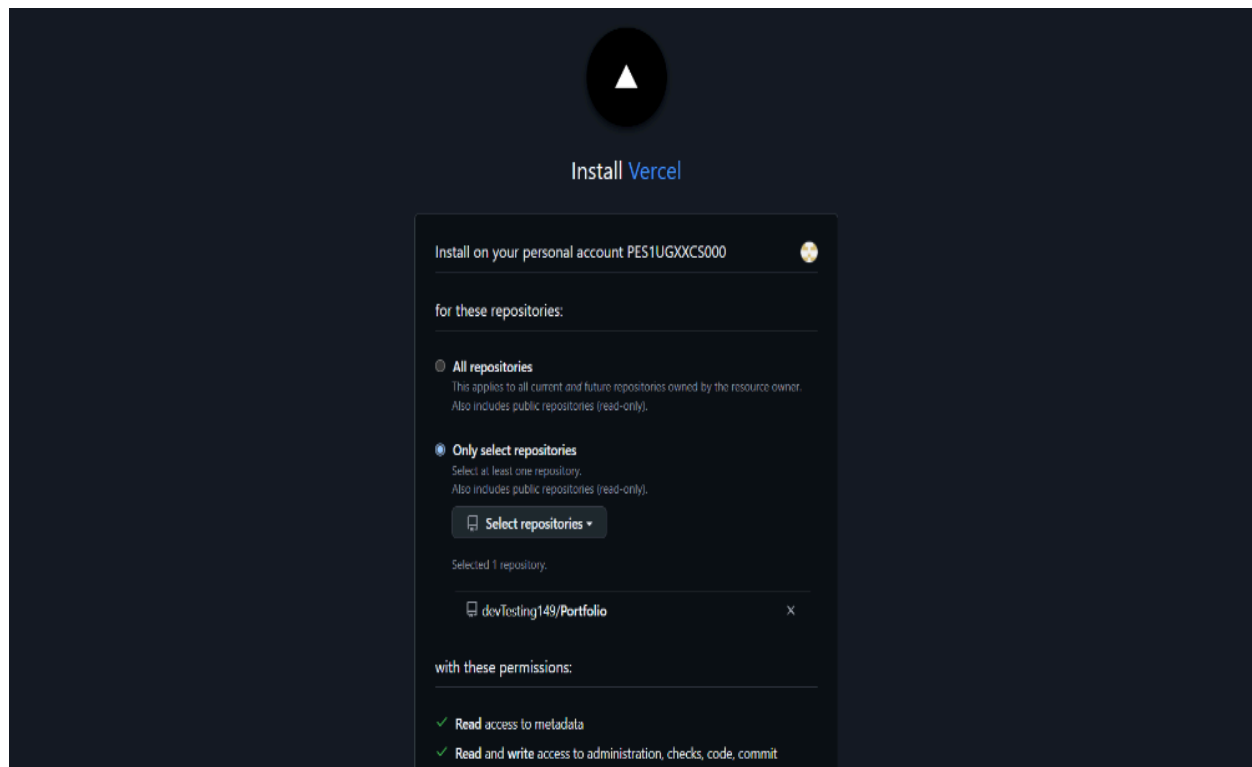 Install Vercel
Install on your personal account PES1UGXXCS000
for these repositories:
All repositories
This applies to all current and future repositories owned by the resource owner.
Also includes public repositories (read-only).
Only select repositories
Select at least one repository.
Also includes public repositories (read-only).
Select repositories
Selected 1 repository.
devTesting149/Portfolio
with these permissions:
Read access to metadata
Read and write access to administration, checks, code, commit